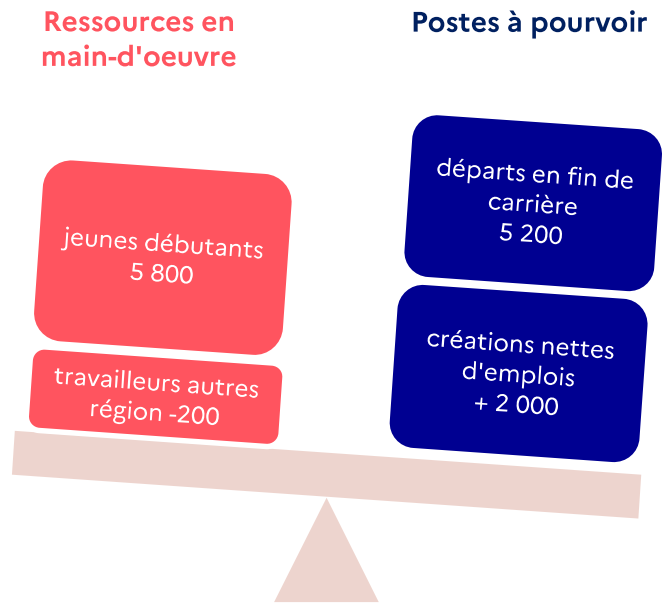 Ressources en
main-d'oeuvre
Postes à pourvoir
jeunes débutants
5 800
travailleurs autres
région -200
départs en fin de
carrière
5 200
créations nettes
d'emplois
+ 2 000